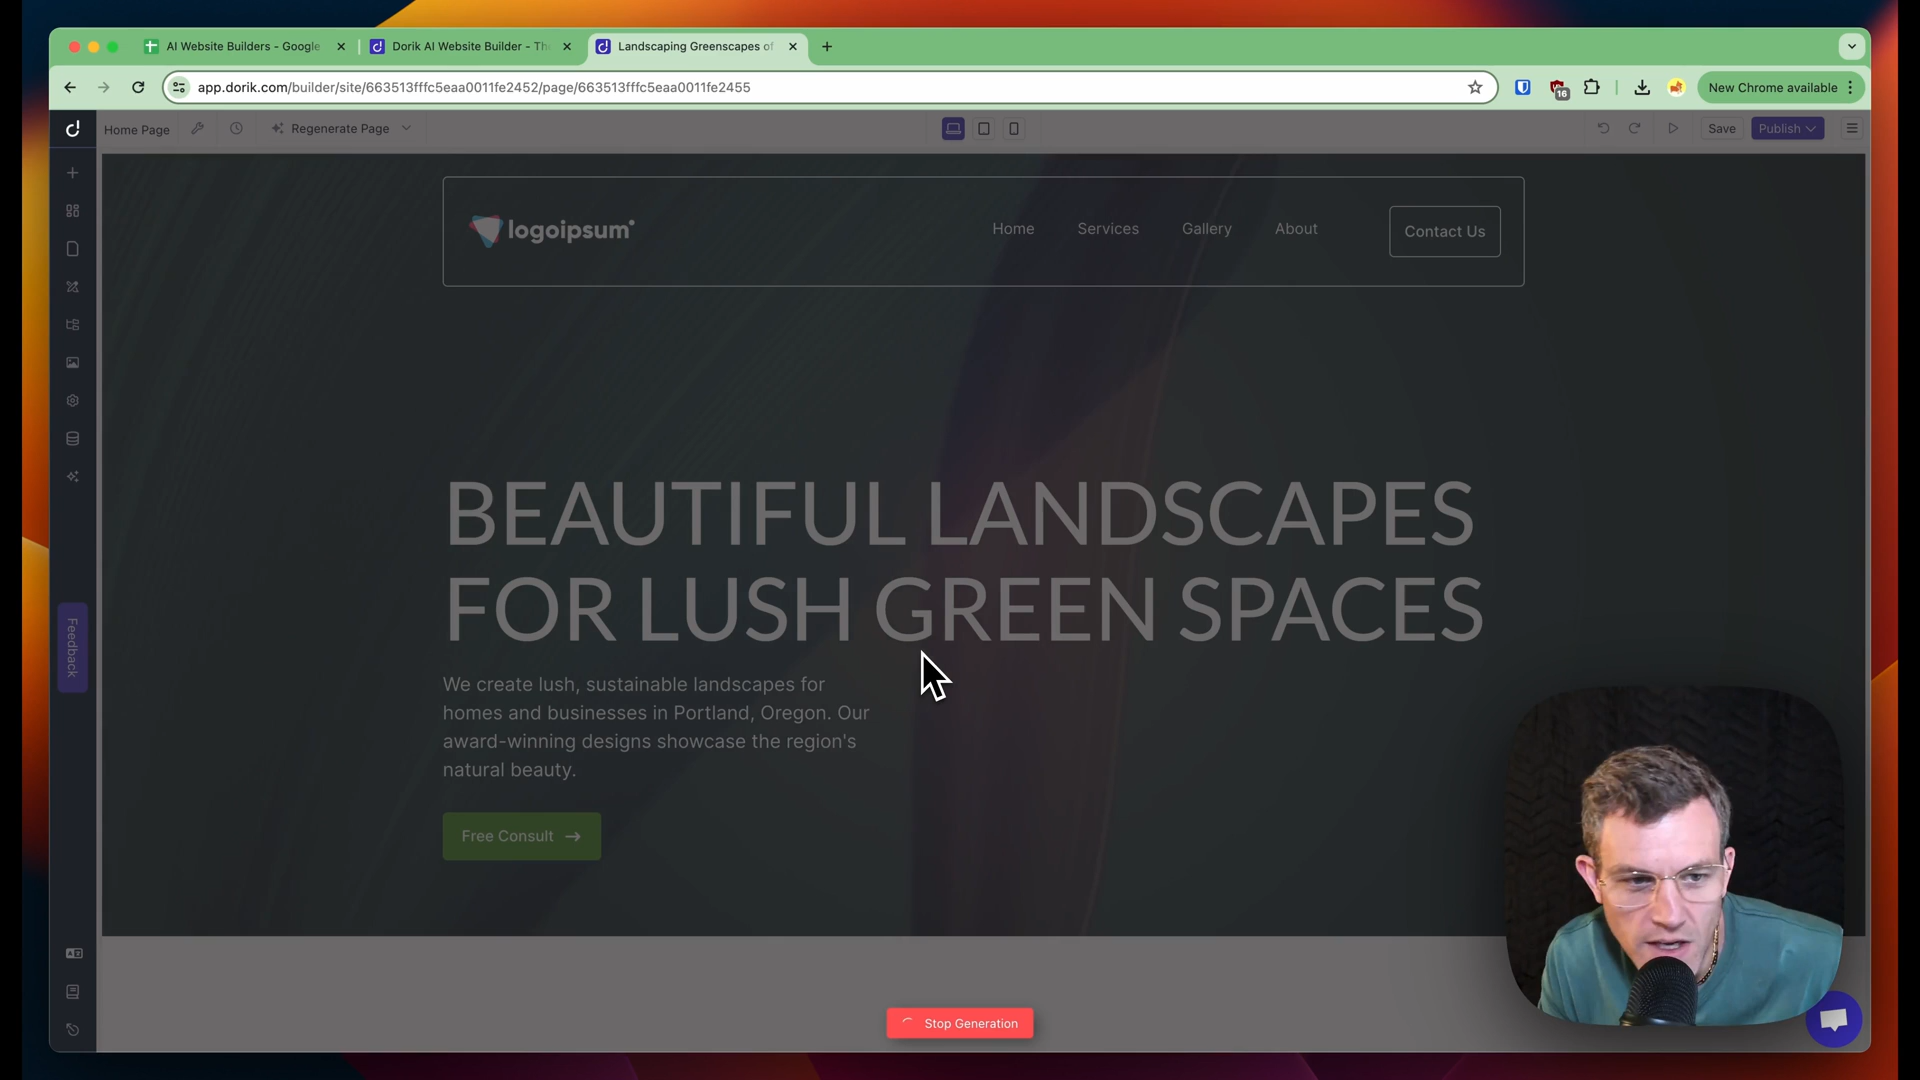 AI Website Builders - Google
Dorik AI Website Builder - Th
Landscaping Greenscapes of
app.dorik.com/builder/site/663513fffc5eaa0011fe2452/page/663513fffc5eaa0011fe2455
16
New Chrome available
Home Page
Regenerate Page
Save
Publish
logoipsum
Home
Services
Gallery
About
Contact Us
BEAUTIFUL LANDSCAPES
FOR LUSH GREEN SPACES
We create lush, sustainable landscapes for
homes and businesses in Portland, Oregon. Our
award-winning designs showcase the region's
natural beauty.
Free Consult
Feedback
Stop Generation